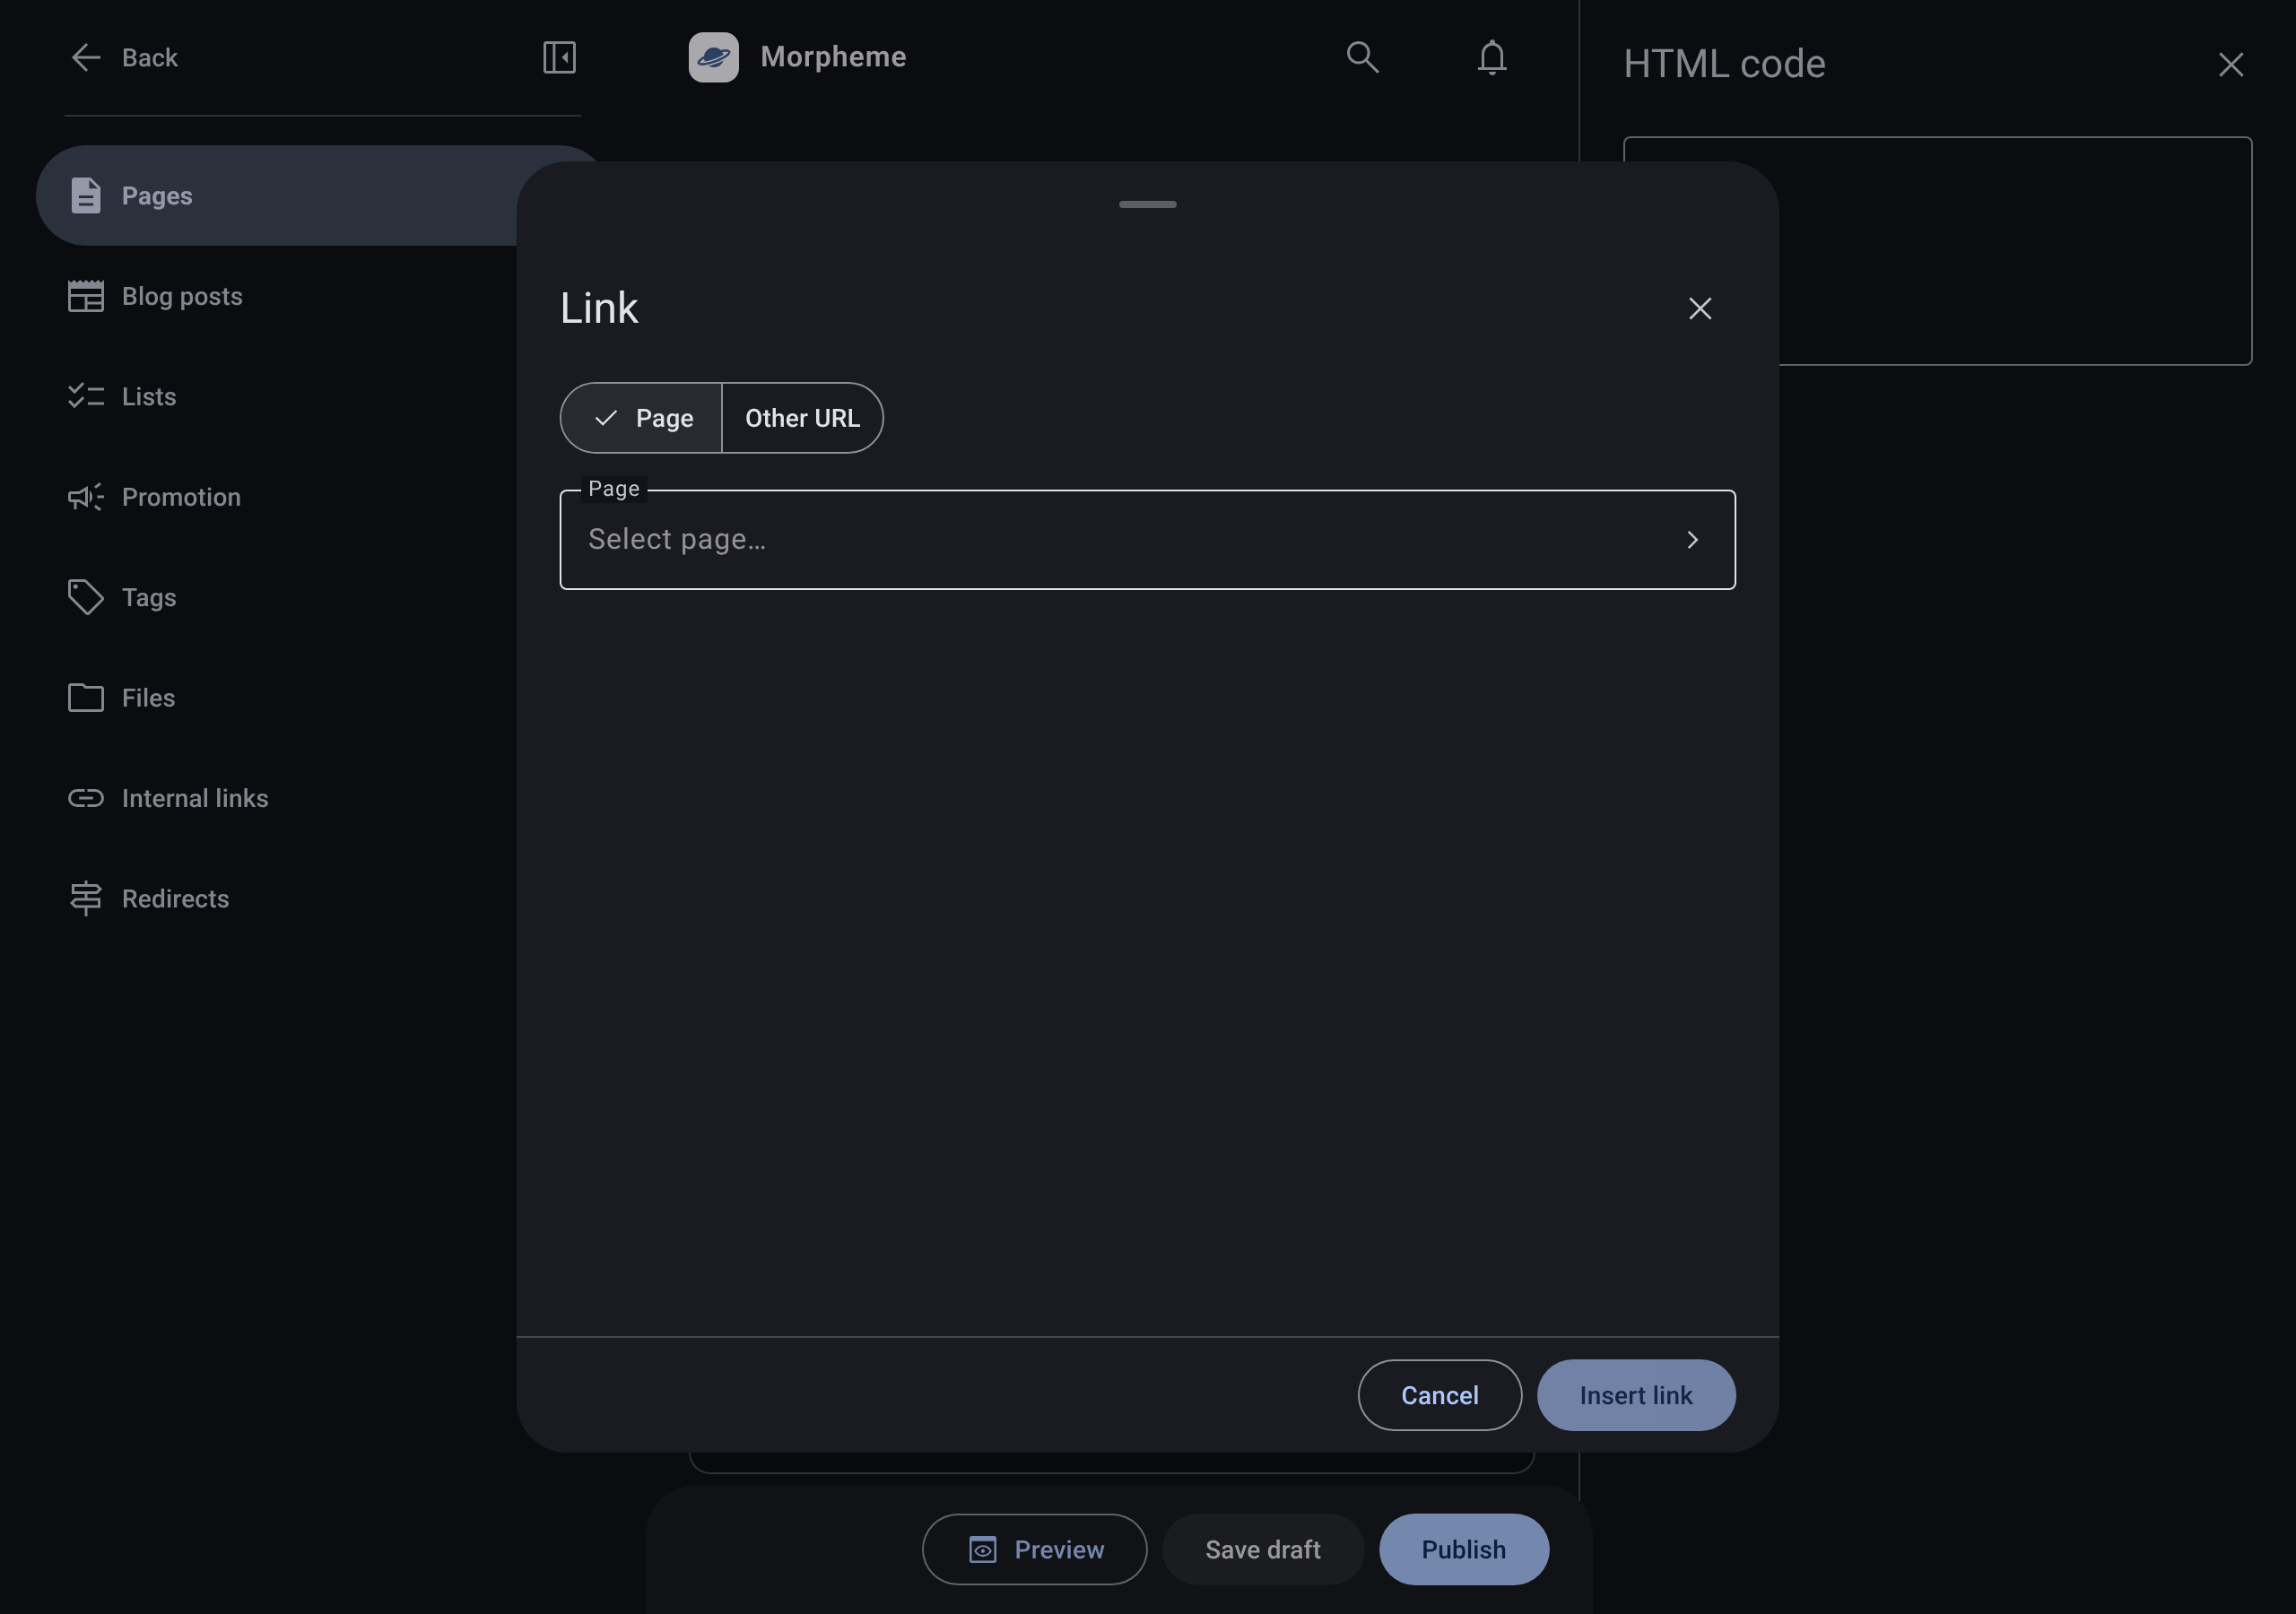 Back
Morpheme
HTML code
Pages
Blog posts
Lists
Promotion
Tags
Files
Internal links
Redirects
Link
Page
Other URL
Page
Select page…
Cancel
Insert link
Preview
Save draft
Publish